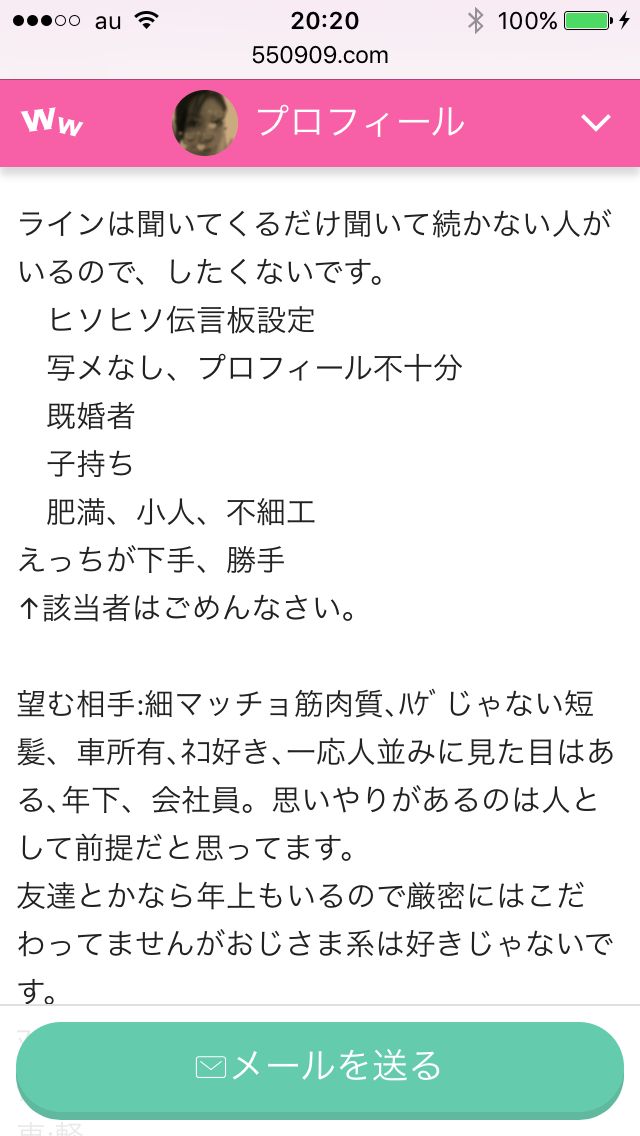 au 20:20 100%
550909.com
ww プロフィール
ラインは聞いてくるだけ聞いて続かない人が
いるので、したくないです。
ヒソヒソ伝言板設定
写メなし、プロフィール不十分
既婚者
子持ち
肥満、小人、不細工
えっちが下手、勝手
↑該当者はごめんなさい。
望む相手:細マッチョ筋肉質､ﾊｹﾞじゃない短
髪、車所有､ﾈｺ好き､一応人並みに見た目はあ
る､年下、会社員。思いやりがあるのは人と
して前提だと思ってます。
友達とかなら年上もいるので厳密にはこだ
わってませんがおじさま系は好きじゃないで
す。
メールを送る